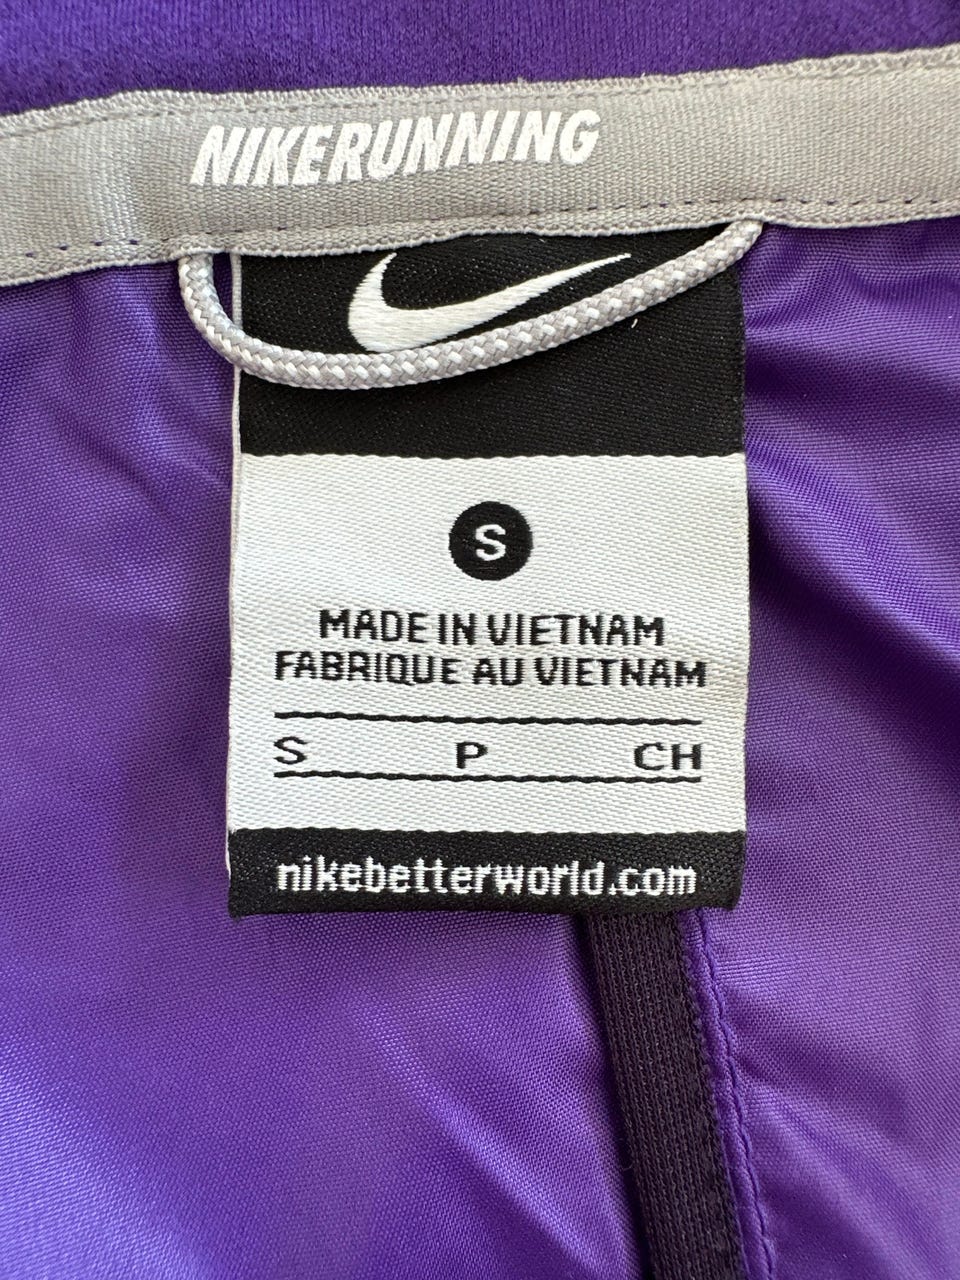 NIKERUNNING
S
MADE IN VIETNAM
FABRIQUE AU VIETNAM
S P CH
nikebetterworld.com